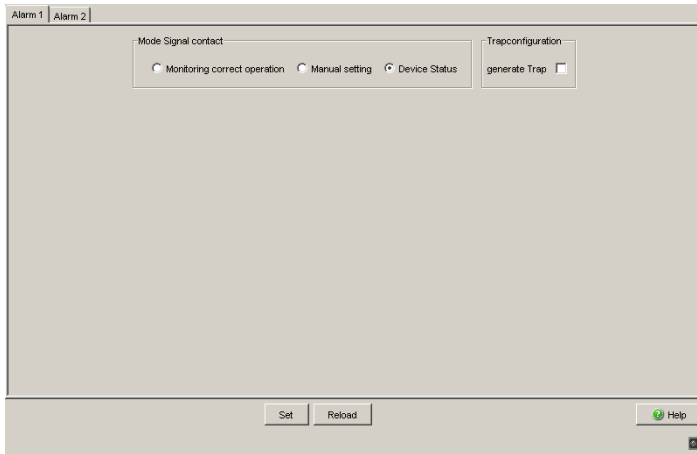 Alarm 1 Alarm 2
Mode Signal contact Trapconfiguration
Monitoring correct operation Manual setting Device Status generate Trap
Set Reload Help